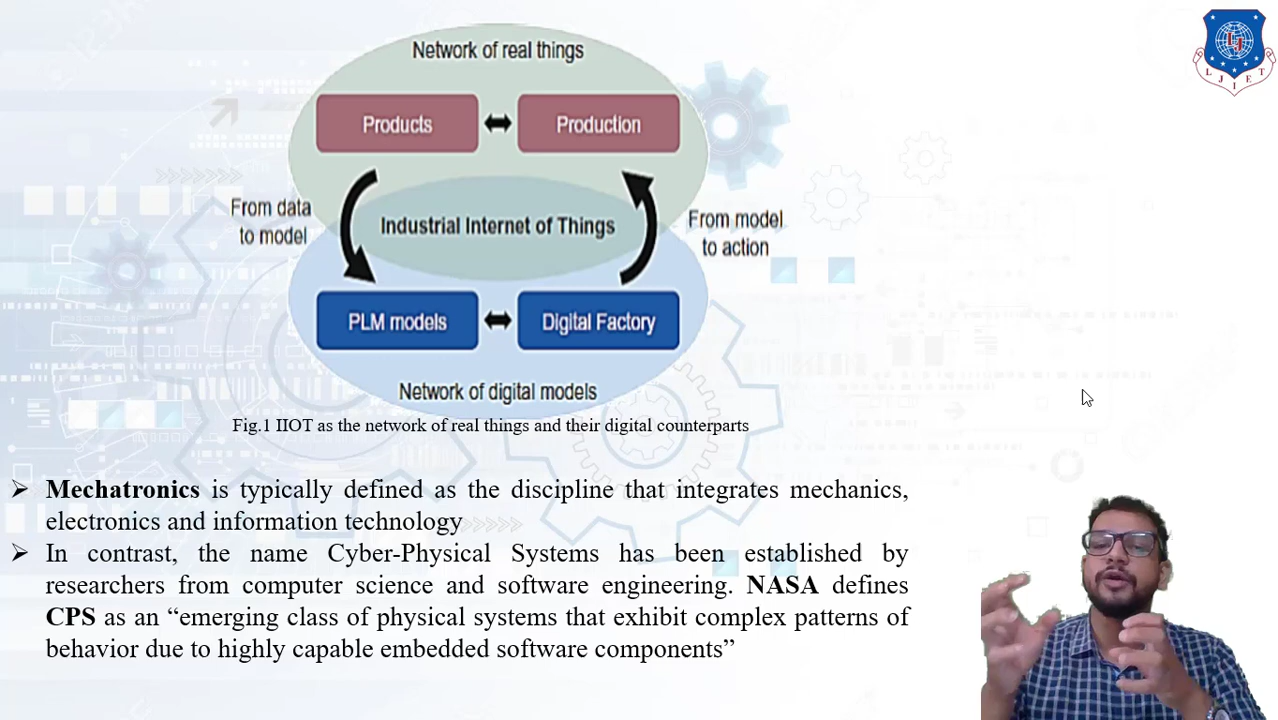 Network of real things
Products
Production
From data
to model
Industrial Internet of Things
From model
to action
PLM models
Digital Factory
Network of digital models
Fig.1 IIOT as the network of real things and their digital counterparts
➢ Mechatronics is typically defined as the discipline that integrates mechanics,
electronics and information technology
➢ In contrast, the name Cyber-Physical Systems has been established by
researchers from computer science and software engineering. NASA defines
CPS as an “emerging class of physical systems that exhibit complex patterns of
behavior due to highly capable embedded software components”
LJ
LJIET